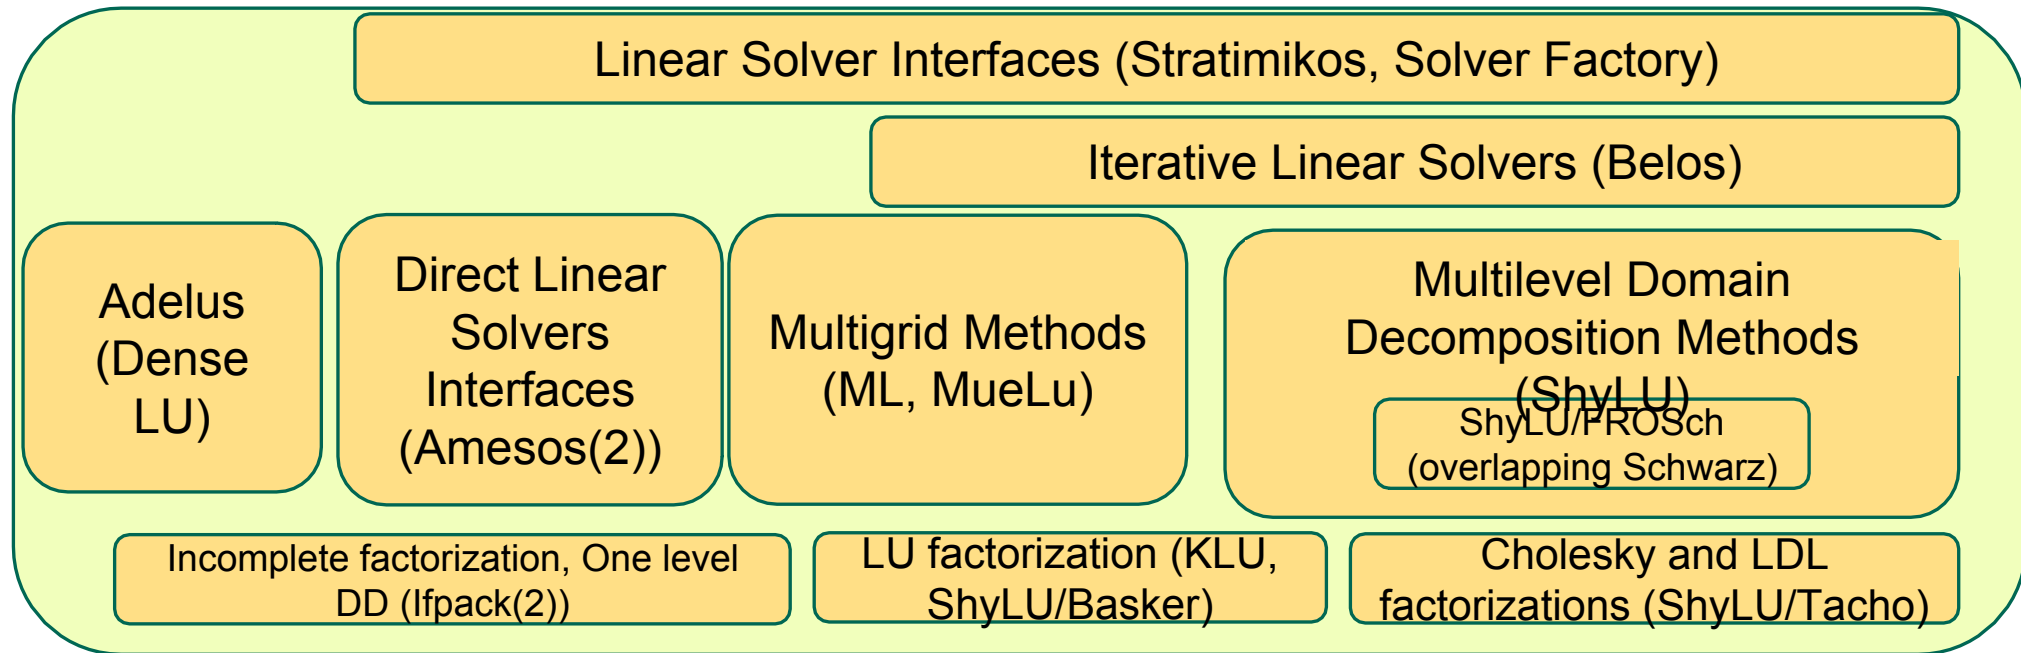 Linear Solver Interfaces (Stratimikos, Solver Factory)
Iterative Linear Solvers (Belos)
Adelus
(Dense
LU)
Direct Linear
Solvers
Interfaces
(Amesos(2))
Multigrid Methods
(ML, MueLu)
Multilevel Domain
Decomposition Methods
(ShyLU)
ShyLU/FROSch
(overlapping Schwarz)
Incomplete factorization, One level
DD (Ifpack(2))
LU factorization (KLU,
ShyLU/Basker)
Cholesky and LDL
factorizations (ShyLU/Tacho)